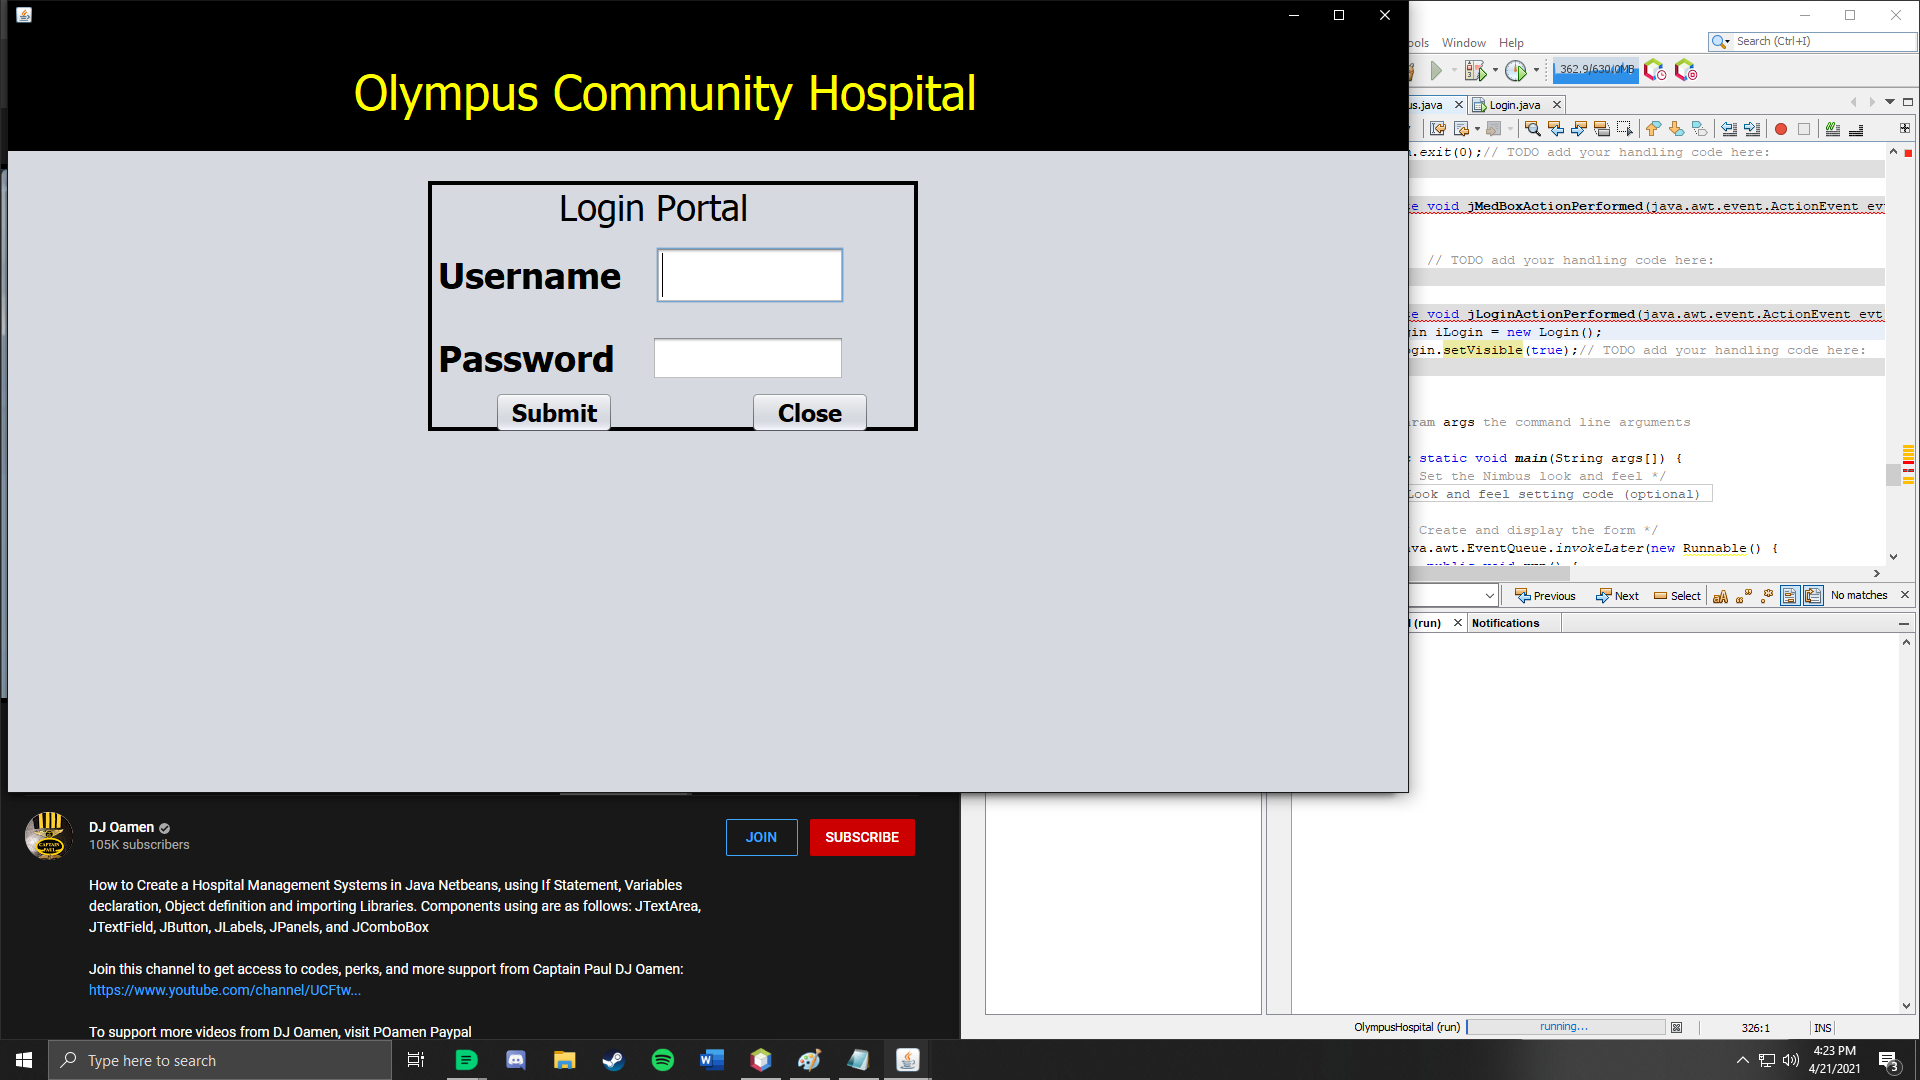 Olympus Community Hospital
Login Portal
Username
Password
Submit
Close
ools Window Help
Search (Ctrl+I)
362.9/630.0MB
us.java
Login.java
.exit(0);// TODO add your handling code here:
e void jMedBoxActionPerformed(java.awt.event.ActionEvent ev
// TODO add your handling code here:
e void jLoginActionPerformed(java.awt.event.ActionEvent evt
gin iLogin = new Login();
ogin.setVisible(true);// TODO add your handling code here:
ram args the command line arguments
static void main(String args[]) {
Set the Nimbus look and feel */
Look and feel setting code (optional)
Create and display the form */
va.awt.EventQueue.invokeLater(new Runnable() {
Previous Next Select No matches
(run)
Notifications
DJ Oamen
105K subscribers
JOIN
SUBSCRIBE
How to Create a Hospital Management Systems in Java Netbeans, using If Statement, Variables
declaration, Object definition and importing Libraries. Components using are as follows: JTextArea,
JTextField, JButton, JLabels, JPanels, and JComboBox
Join this channel to get access to codes, perks, and more support from Captain Paul DJ Oamen:
https://www.youtube.com/channel/UCFtw...
To support more videos from DJ Oamen, visit POamen Paypal
OlympusHospital (run)
running...
326:1
INS
Type here to search
4:23 PM
4/21/2021
3